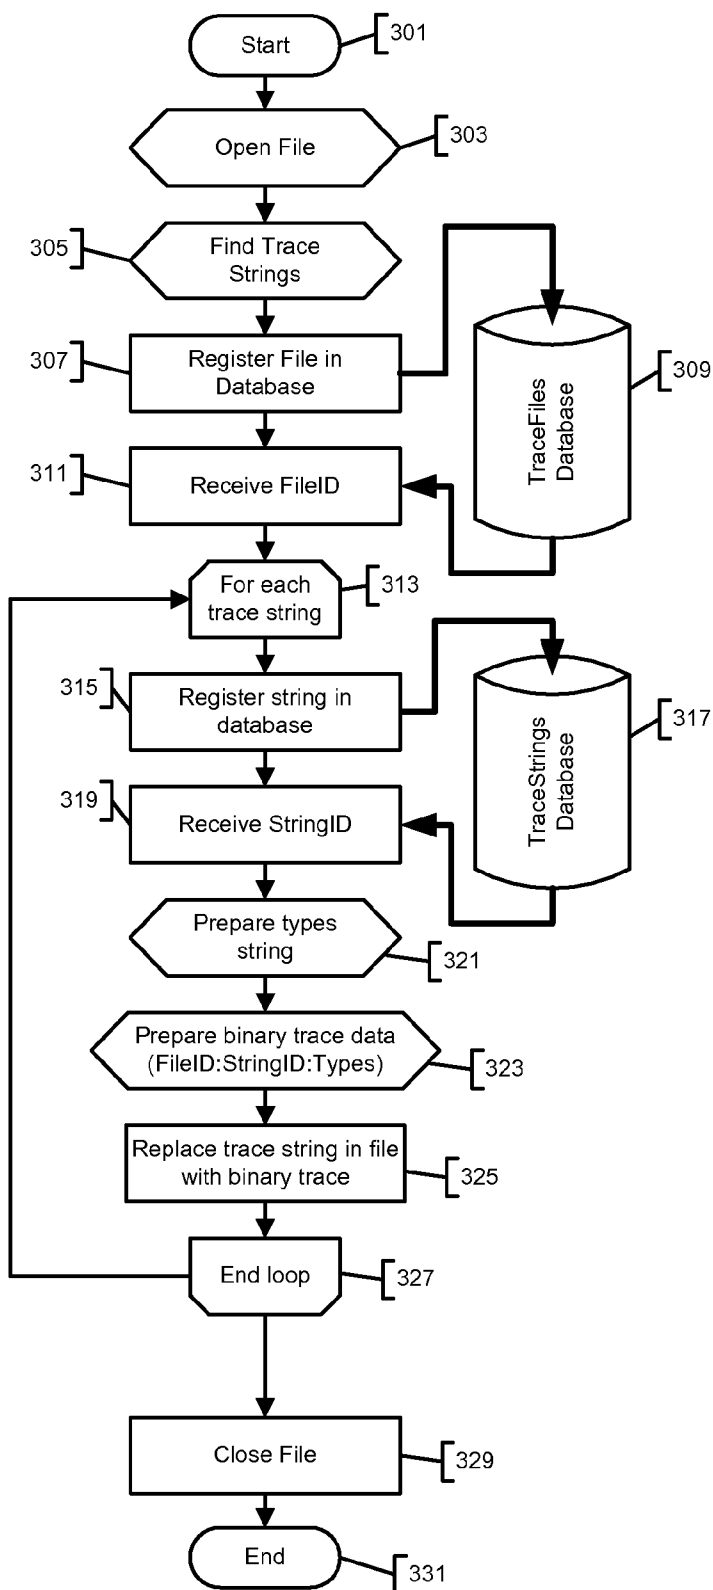 Start
301
Open File
303
305
Find Trace
Strings
307
Register File in
Database
TraceFiles
Database
309
311
Receive FileID
For each
trace string
313
315
Register string in
database
TraceStrings
Database
317
319
Receive StringID
Prepare types
string
321
Prepare binary trace data
(FileID:StringID:Types)
323
Replace trace string in file
with binary trace
325
End loop
327
Close File
329
End
331